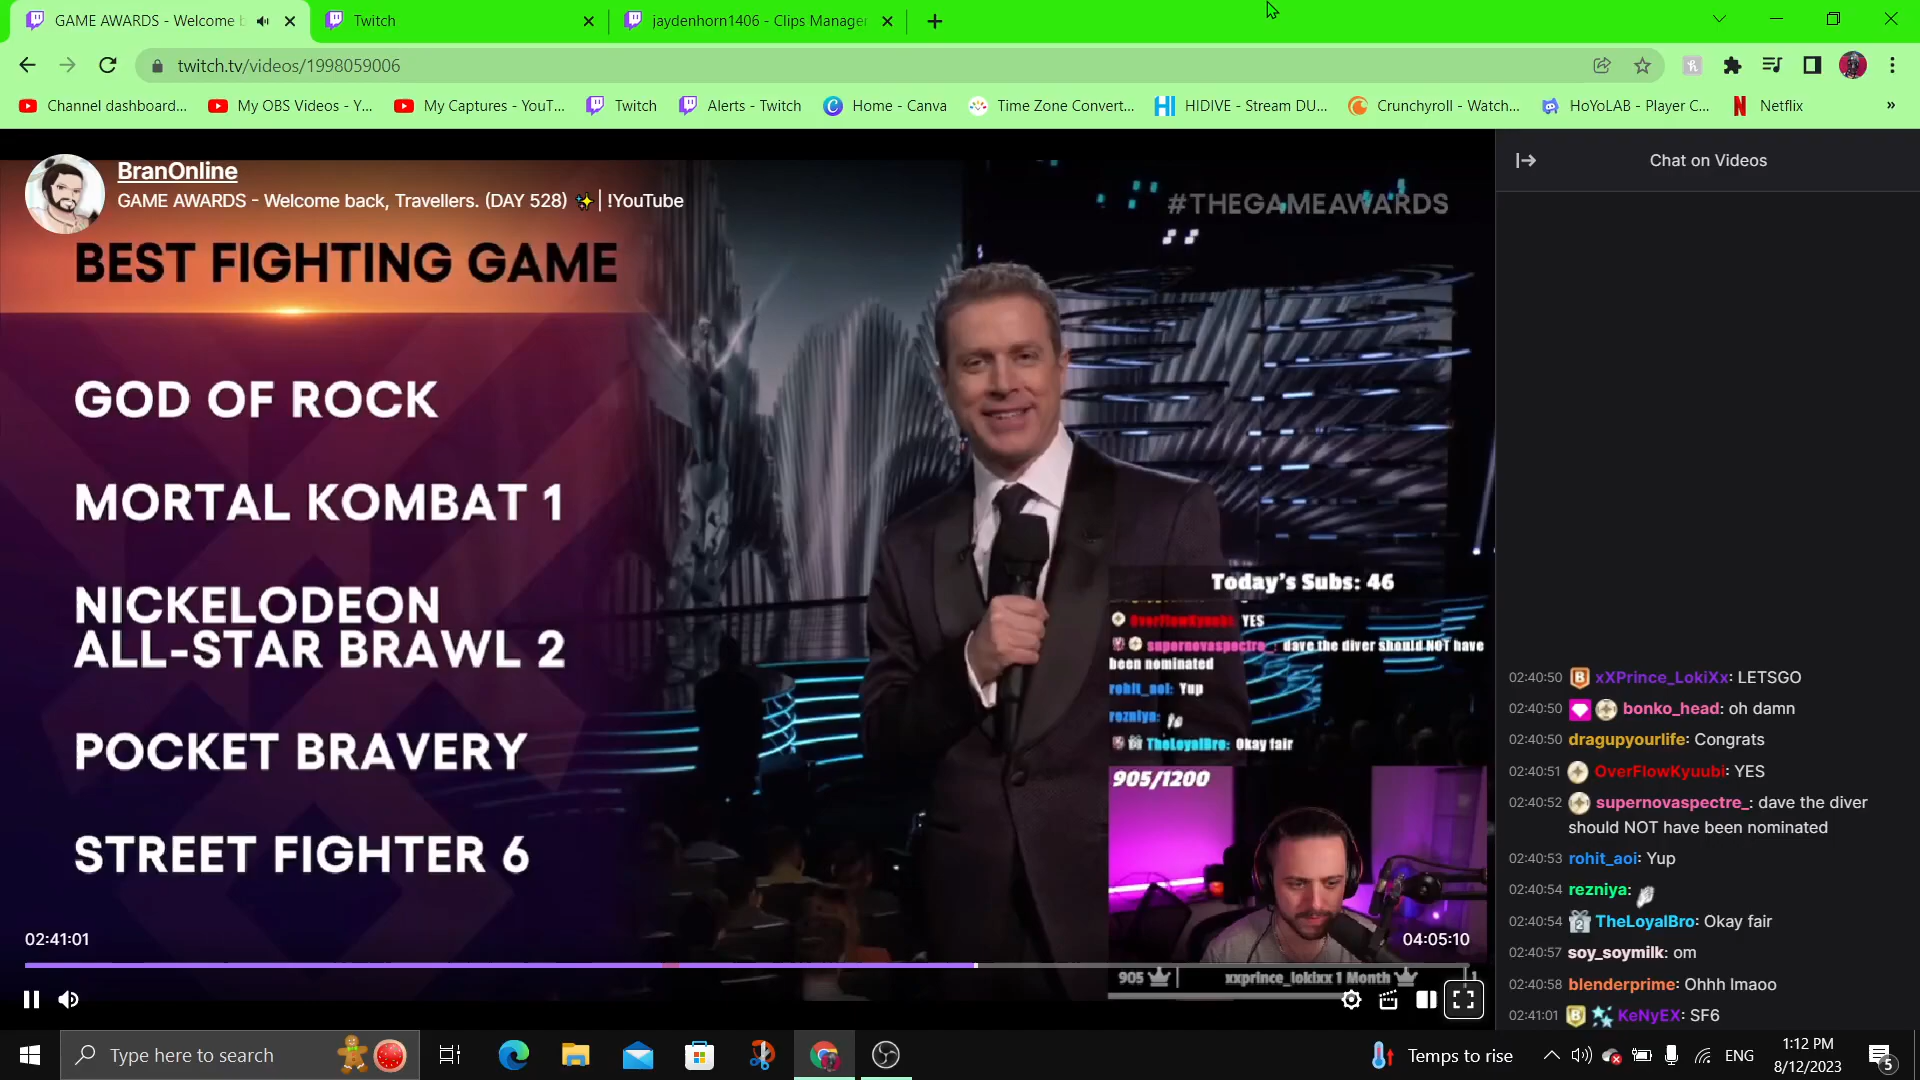 GAME AWARDS - Welcome b
Twitch
jaydenhorn1406 - Clips Manager
twitch.tv/videos/1998059006
Channel dashboard...
My OBS Videos - Y...
My Captures - YouT...
Twitch
Alerts - Twitch
Home - Canva
Time Zone Convert...
HIDIVE - Stream DU...
Crunchyroll - Watch...
HoYoLAB - Player C...
Netflix
»
BranOnline
GAME AWARDS - Welcome back, Travellers. (DAY 528) ✨ | !YouTube
#THEGAMEAWARDS
BEST FIGHTING GAME
GOD OF ROCK
MORTAL KOMBAT 1
NICKELODEON
ALL-STAR BRAWL 2
POCKET BRAVERY
STREET FIGHTER 6
Today's Subs: 46
OverFlowKyuubi: YES
supernovaspectre_: dave the diver should NOT have
been nominated
rohit_aoi: Yup
rezniya:
TheLoyalBro: Okay fair
905/1200
02:41:01
04:05:10
905
xxprince_lokixx 1 Month
1
Chat on Videos
02:40:50 xXPrince_LokiXx: LETSGO
02:40:50 bonko_head: oh damn
dragupyourlife: Congrats
02:40:50
02:40:51 OverFlowKyuubi: YES
02:40:52 supernovaspectre_: dave the diver
should NOT have been nominated
02:40:53 rohit_aoi: Yup
02:40:54 rezniya:
02:40:54 TheLoyalBro: Okay fair
02:40:57 soy_soymilk: om
02:40:58 blenderprime: Ohhh lmaoo
02:41:01 KeNyEX: SF6
Type here to search
Temps to rise
ENG
1:12 PM
8/12/2023
5